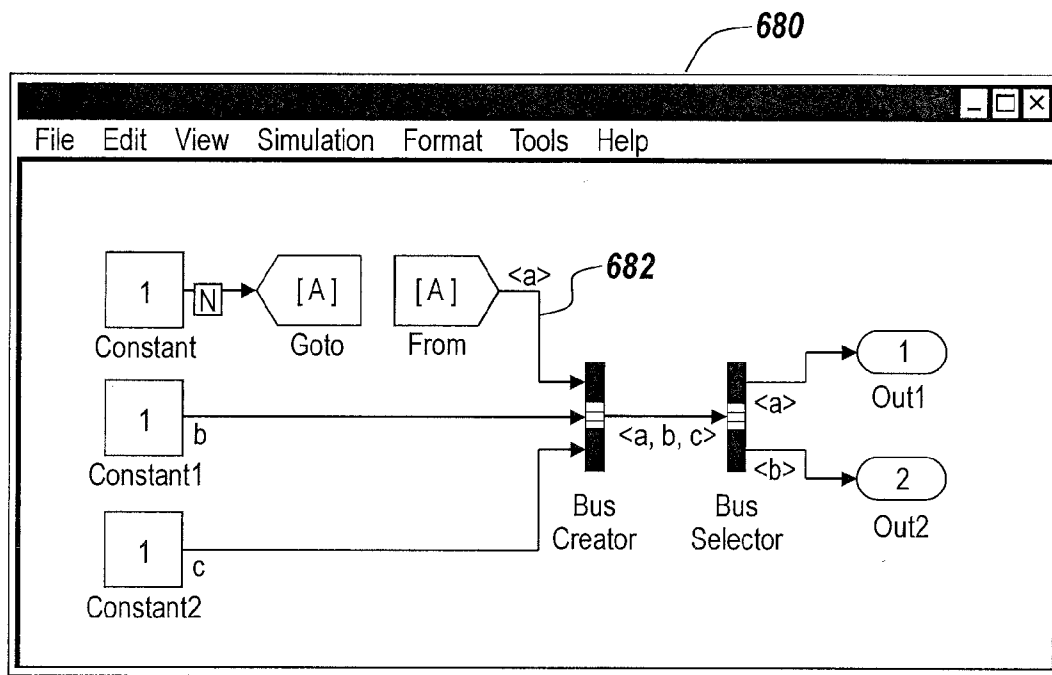 680
File Edit View Simulation Format Tools Help
<a>
682
1
N
[A]
[A]
Constant
Goto
From
1
Out1
1
b
<a, b, c>
<a>
Constant1
<b>
2
Out2
Bus
Creator
Bus
Selector
1
c
Constant2